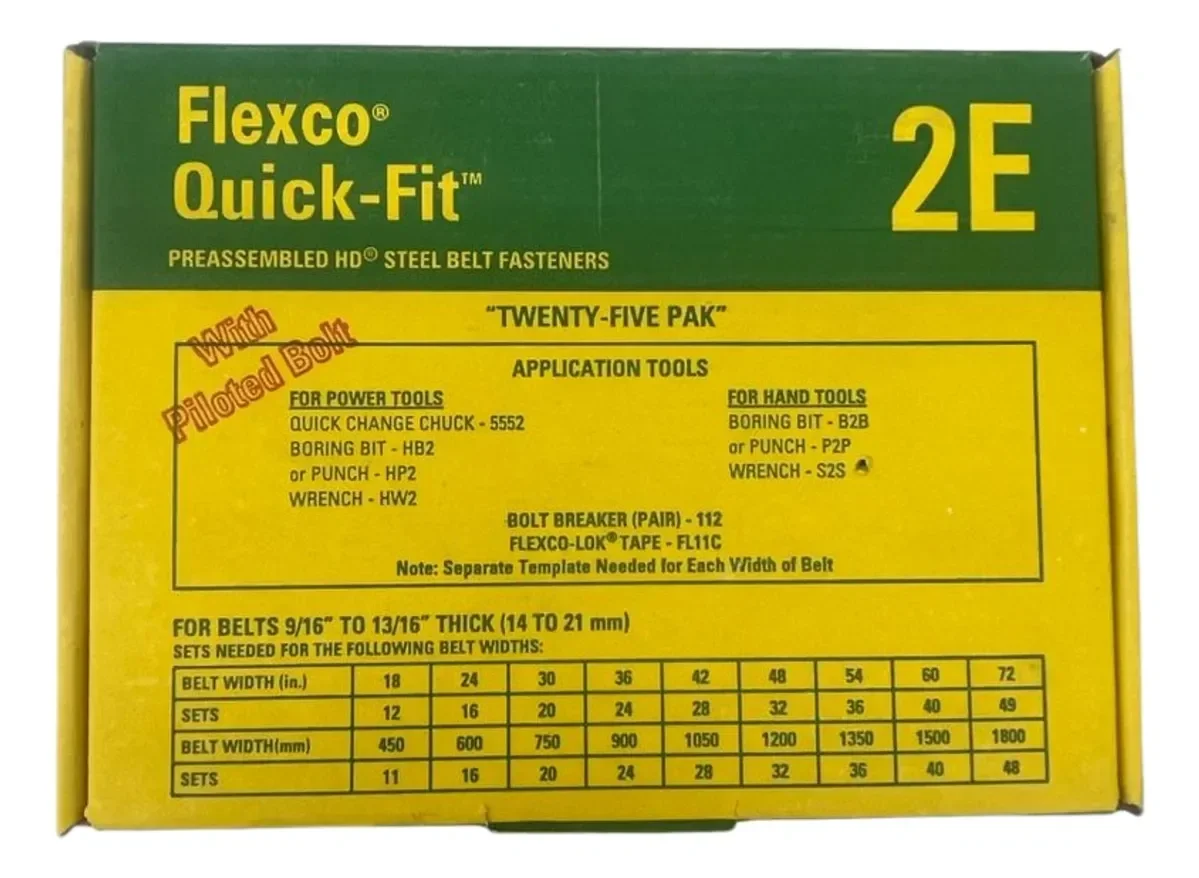 Flexco®
Quick-Fit™
2E
PREASSEMBLED HD® STEEL BELT FASTENERS
With
Piloted Bolt
"TWENTY-FIVE PAK"
APPLICATION TOOLS
FOR POWER TOOLS
QUICK CHANGE CHUCK - 5552
BORING BIT - HB2
or PUNCH - HP2
WRENCH - HW2
FOR HAND TOOLS
BORING BIT - B2B
or PUNCH - P2P
WRENCH - S2S
BOLT BREAKER (PAIR) - 112
FLEXCO-LOK® TAPE - FL11C
Note: Separate Template Needed for Each Width of Belt
FOR BELTS 9/16" TO 13/16" THICK (14 TO 21 mm)
SETS NEEDED FOR THE FOLLOWING BELT WIDTHS:
BELT WIDTH (in.) 18 24 30 36 42 48 54 60 72
SETS 12 16 20 24 28 32 36 40 49
BELT WIDTH(mm) 450 600 750 900 1050 1200 1350 1500 1800
SETS 11 16 20 24 28 32 36 40 48